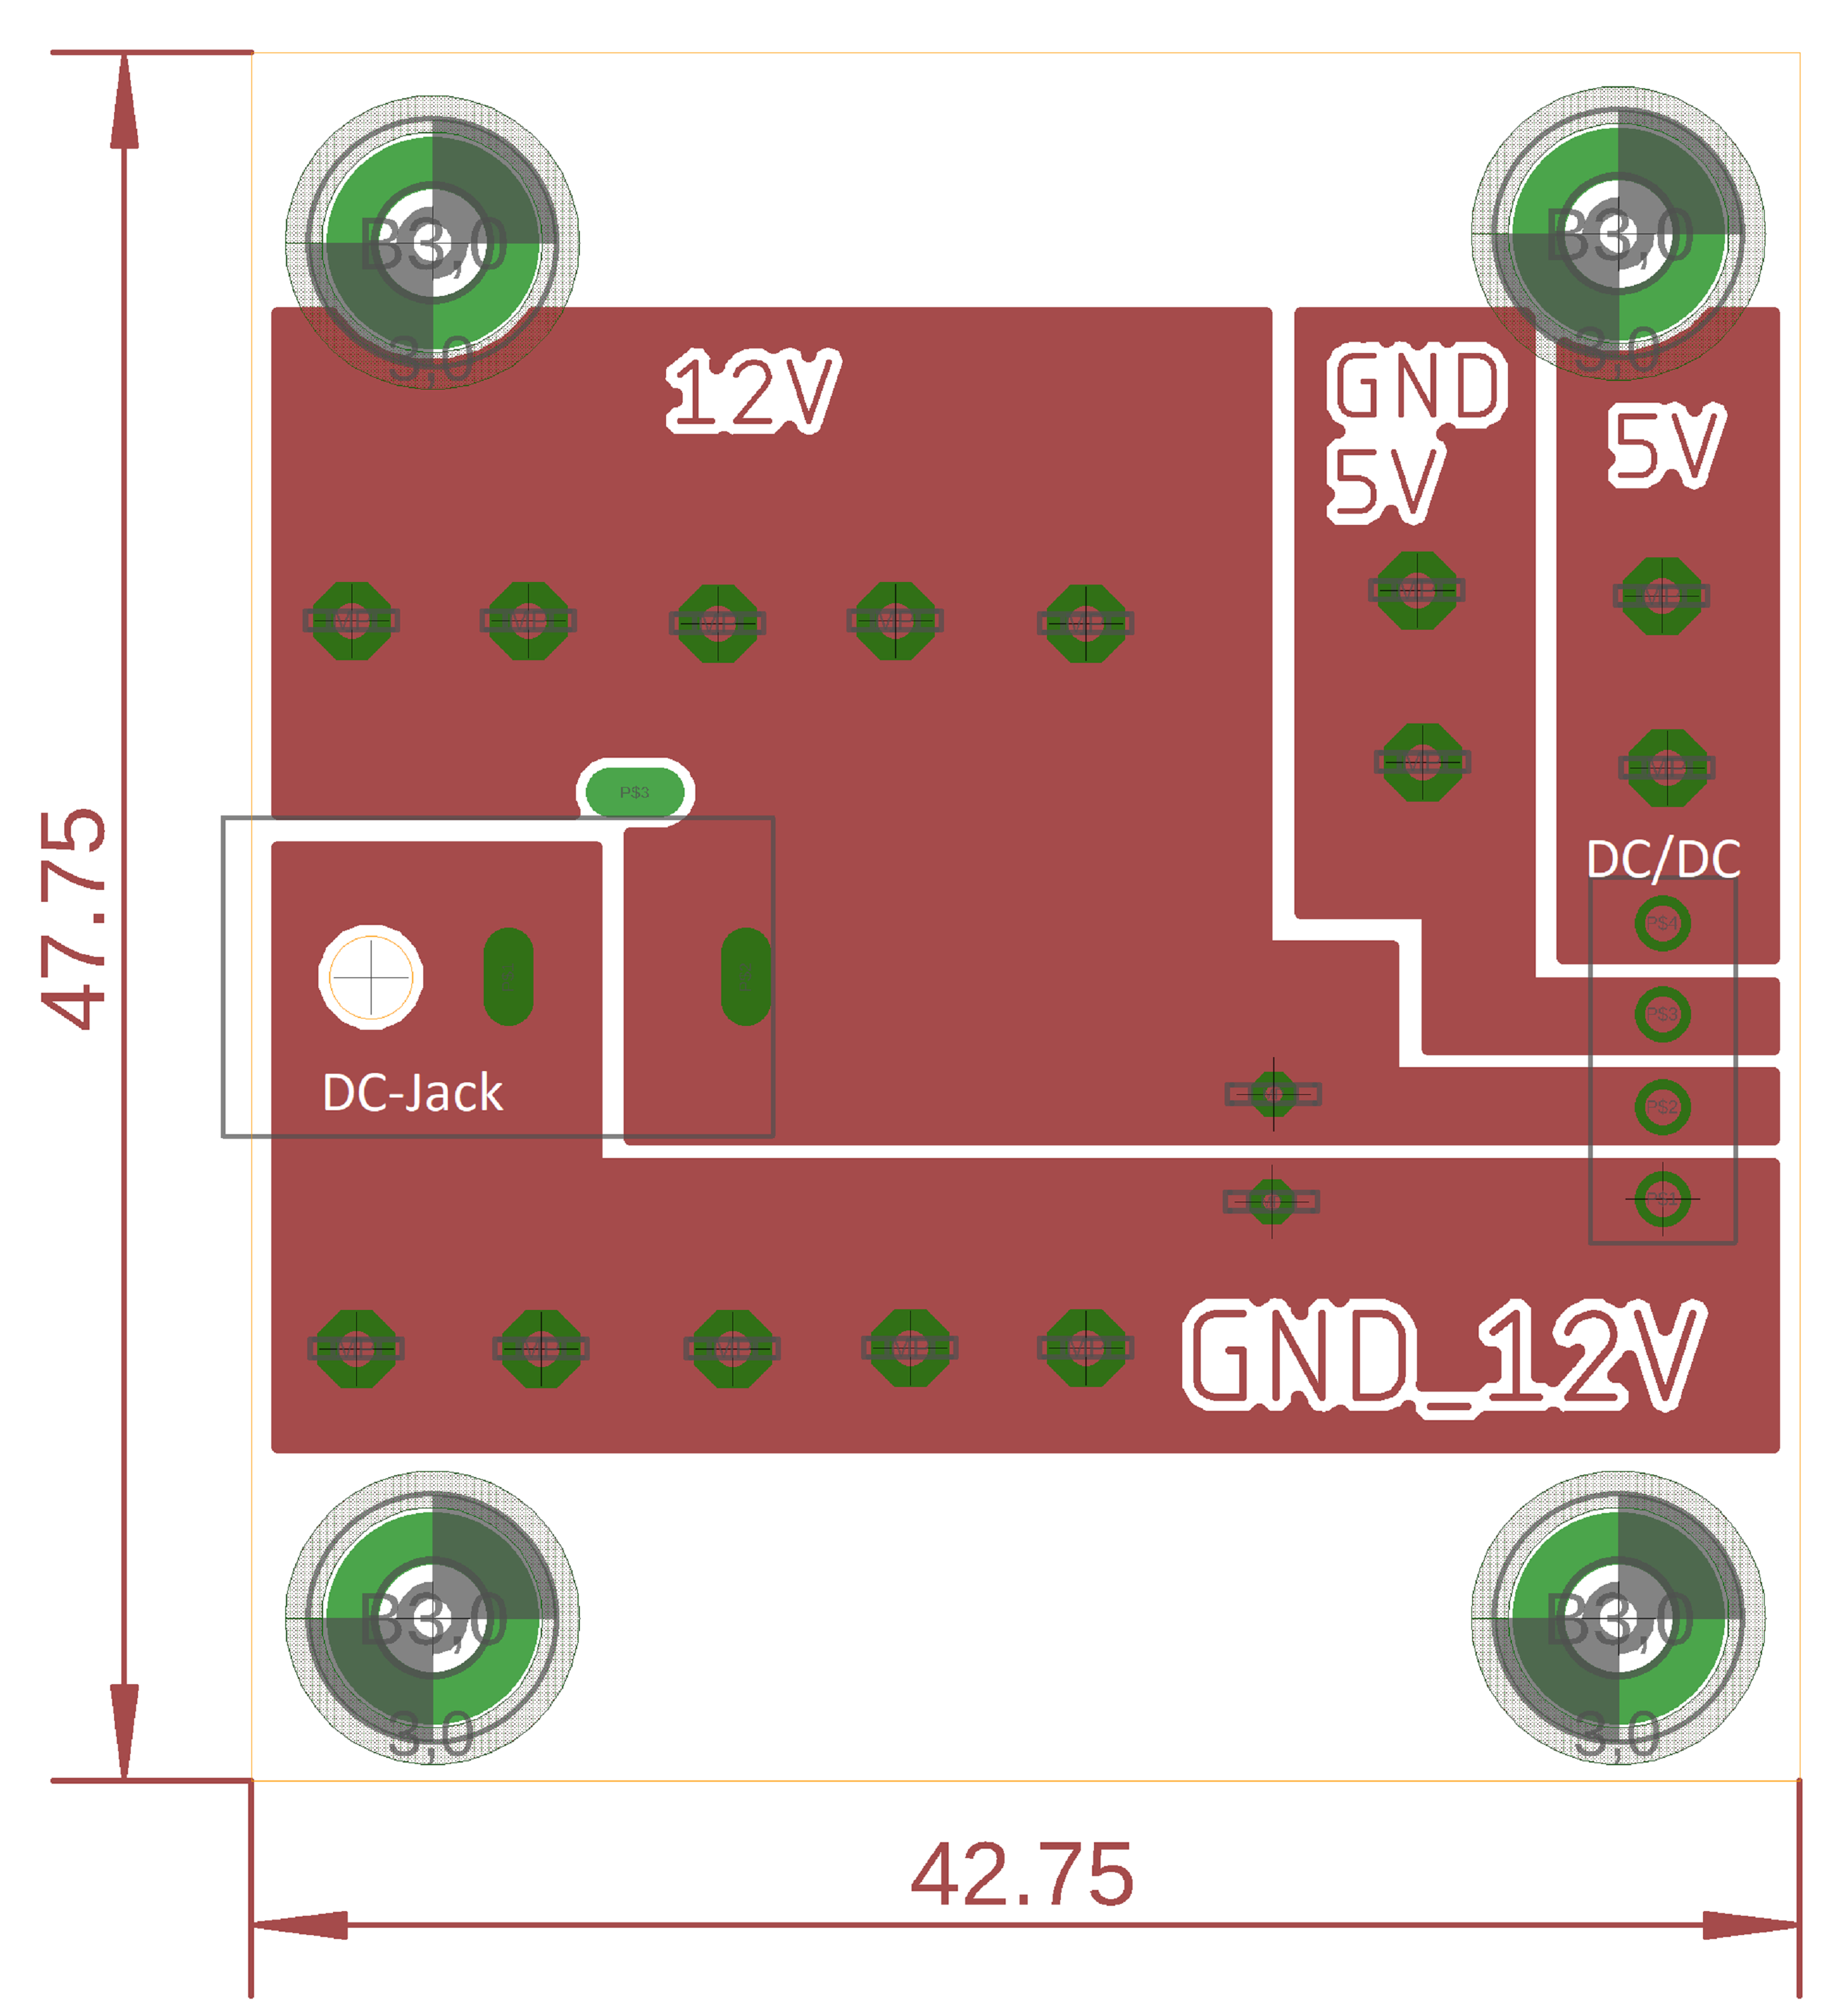 B3,0
B3,0
3,0
3,0
12V
GND
5V
5V
P$3
47.75
DC/DC
P$4
P$3
DC-Jack
P$2
P$1
GND_12V
B3,0
B3,0
3,0
3,0
42.75